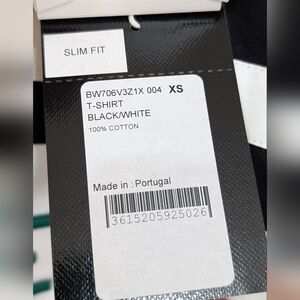 SLIM FIT
BW706V3Z1X 004 XS
T-SHIRT
BLACK/WHITE
100% COTTON
Made in : Portugal
3615205925026